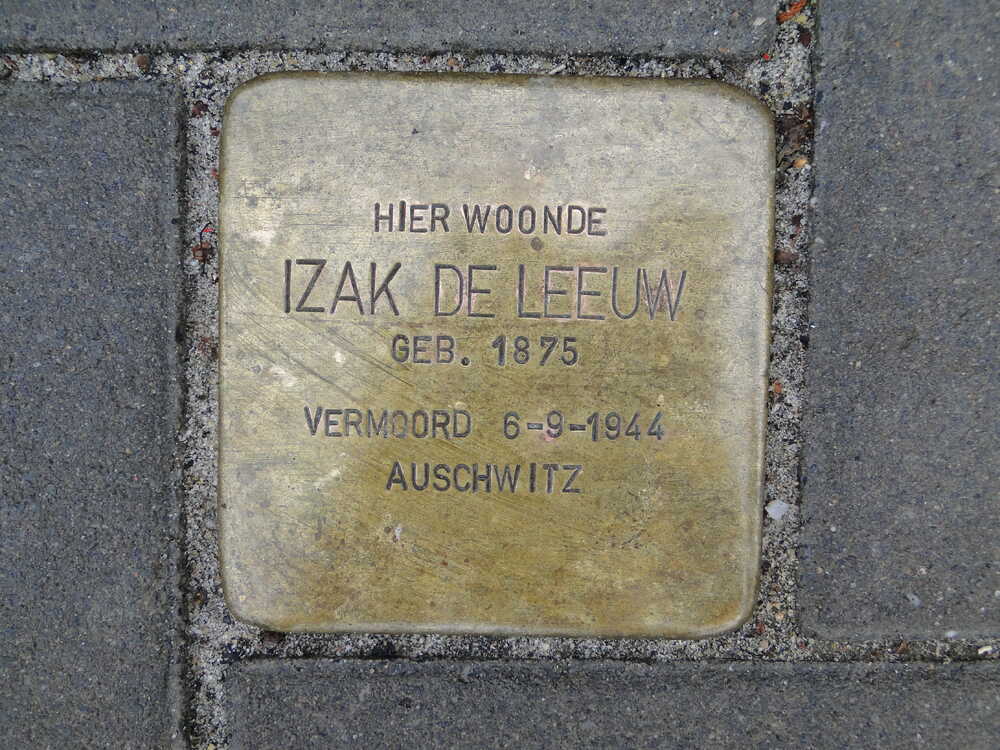 HIER WOONDE
IZAK DE LEEUW
GEB. 1875
VERMOORD 6-9-1944
AUSCHWITZ